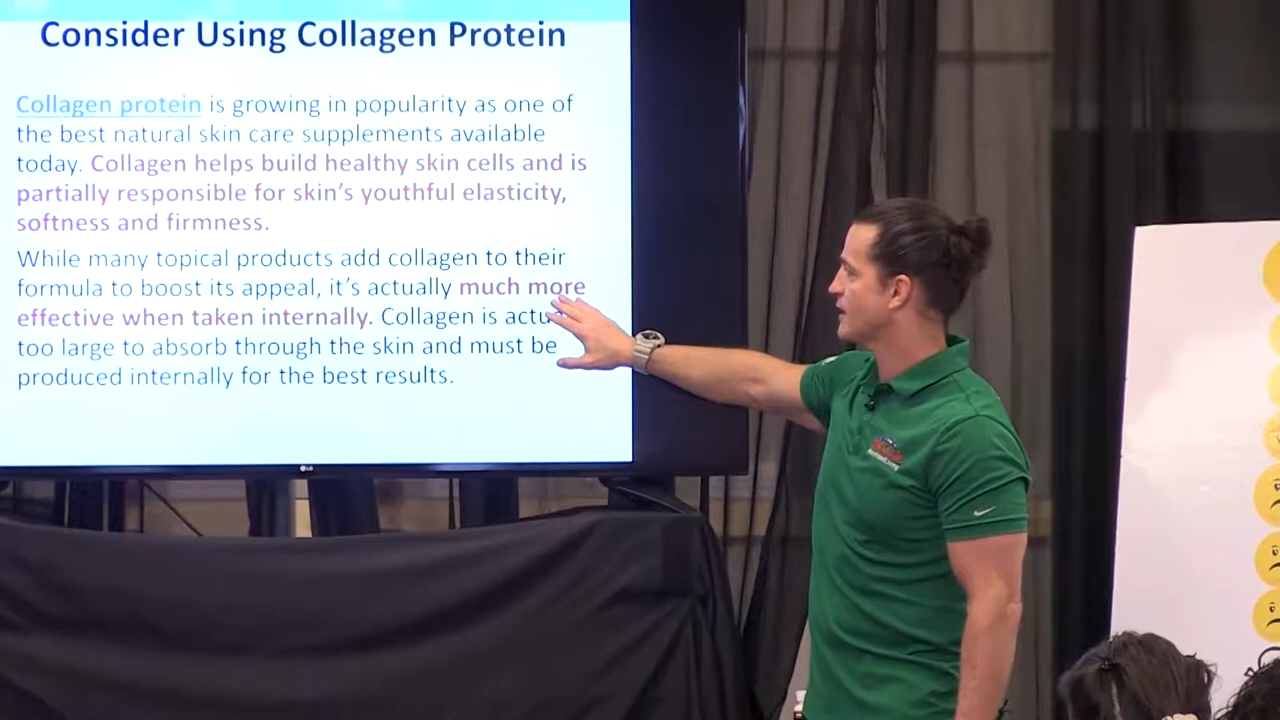 Consider Using Collagen Protein
Collagen protein is growing in popularity as one of
the best natural skin care supplements available
today. Collagen helps build healthy skin cells and is
partially responsible for skin's youthful elasticity,
softness and firmness.
While many topical products add collagen to their
formula to boost its appeal, it's actually much more
effective when taken internally. Collagen is actu
too large to absorb through the skin and must be
produced internally for the best results.
LG